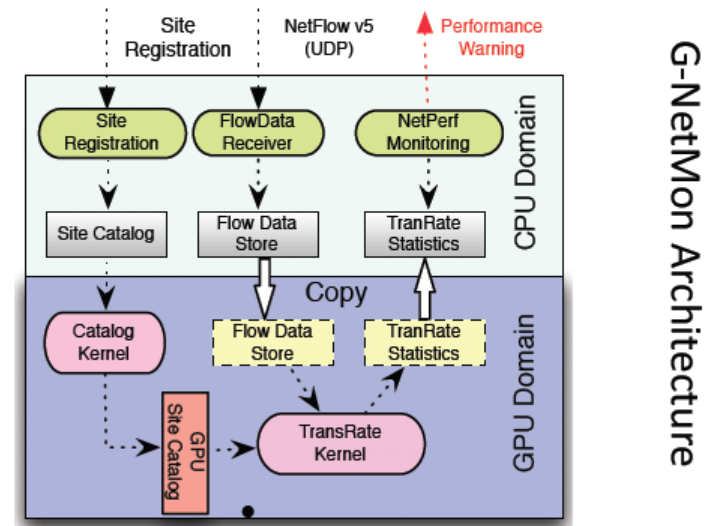 Site
Registration
NetFlow v5
(UDP)
Performance
Warning
Site
Registration
FlowData
Receiver
NetPerf
Monitoring
CPU Domain
Site Catalog
Flow Data
Store
TranRate
Statistics
Copy
Catalog
Kernel
Flow Data
Store
TranRate
Statistics
GPU Domain
GPU
Site Catalog
TransRate
Kernel
G-NetMon Architecture